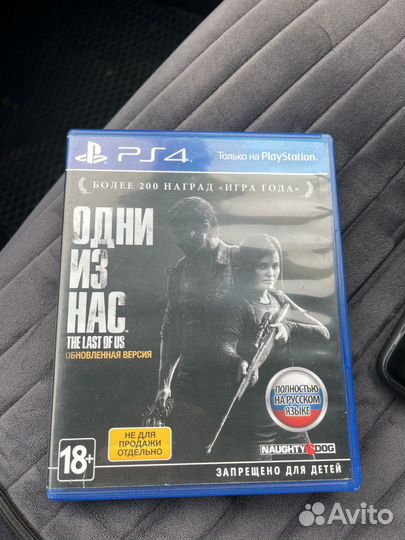 PS4
Только на PlayStation.
БОЛЕЕ 200 НАГРАД «ИГРА ГОДА»
ОДНИ
ИЗ
НАС
THE LAST OF US
ОБНОВЛЕННАЯ ВЕРСИЯ
ПОЛНОСТЬЮ
НА РУССКОМ
ЯЗЫКЕ
НЕ ДЛЯ
ПРОДАЖИ
ОТДЕЛЬНО
18+
NAUGHTY DOG
ЗАПРЕЩЕНО ДЛЯ ДЕТЕЙ
Avito